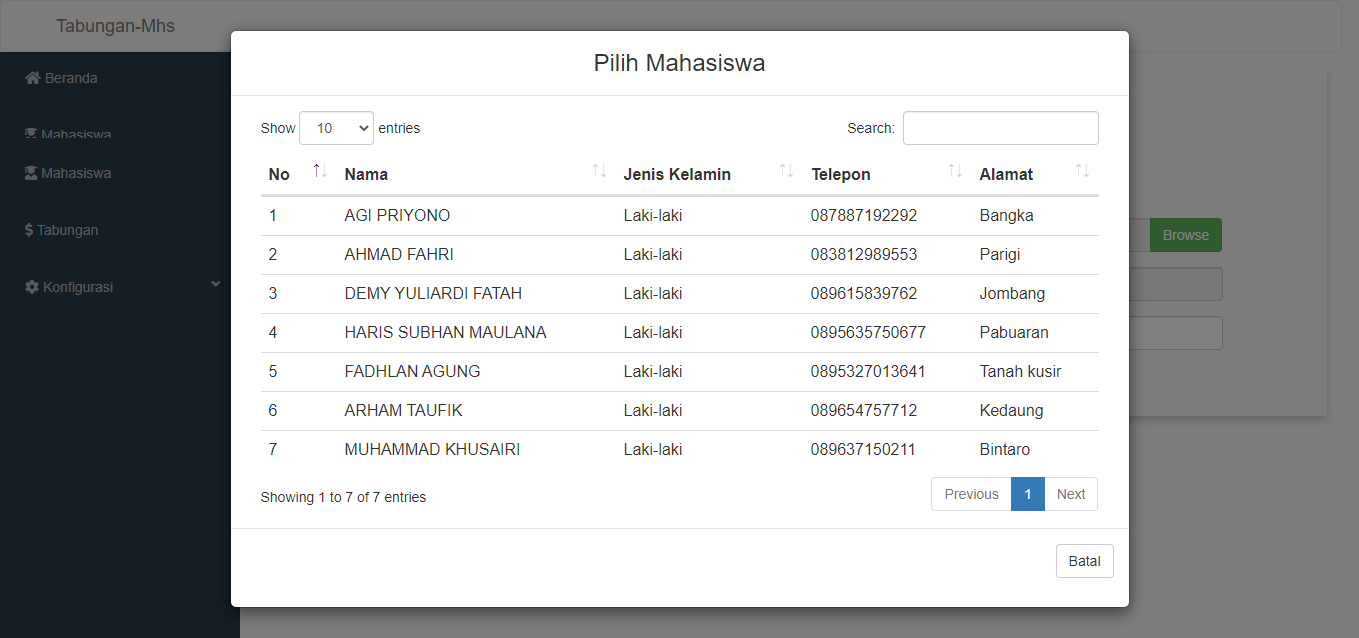 Tabungan-Mhs
Beranda
Mahasiswa
Mahasiswa
$ Tabungan
Konfigurasi
Pilih Mahasiswa
Show 10 entries
Search:
No Nama Jenis Kelamin Telepon Alamat
1 AGI PRIYONO Laki-laki 087887192292 Bangka
2 AHMAD FAHRI Laki-laki 083812989553 Parigi
3 DEMY YULIARDI FATAH Laki-laki 089615839762 Jombang
4 HARIS SUBHAN MAULANA Laki-laki 0895635750677 Pabuaran
5 FADHLAN AGUNG Laki-laki 0895327013641 Tanah kusir
6 ARHAM TAUFIK Laki-laki 089654757712 Kedaung
7 MUHAMMAD KHUSAIRI Laki-laki 089637150211 Bintaro
Showing 1 to 7 of 7 entries
Previous 1 Next
Batal
Browse